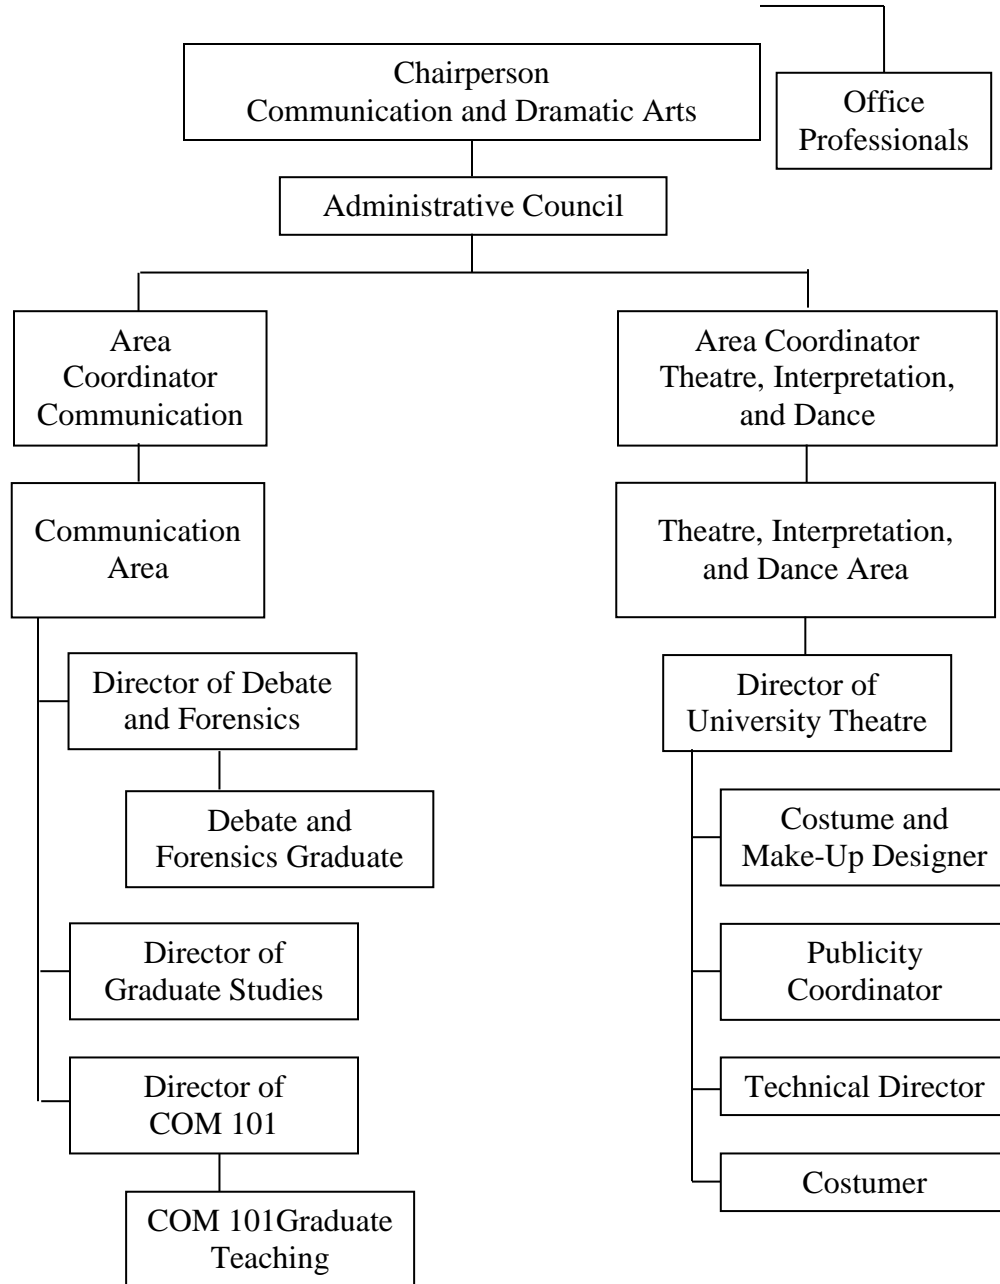 Chairperson
Communication and Dramatic Arts
Office
Professionals
Administrative Council
Area
Coordinator
Communication
Area Coordinator
Theatre, Interpretation,
and Dance
Communication
Area
Theatre, Interpretation,
and Dance Area
Director of Debate
and Forensics
Debate and
Forensics Graduate
Director of
Graduate Studies
Director of
COM 101
COM 101Graduate
Teaching
Director of
University Theatre
Costume and
Make-Up Designer
Publicity
Coordinator
Technical Director
Costumer